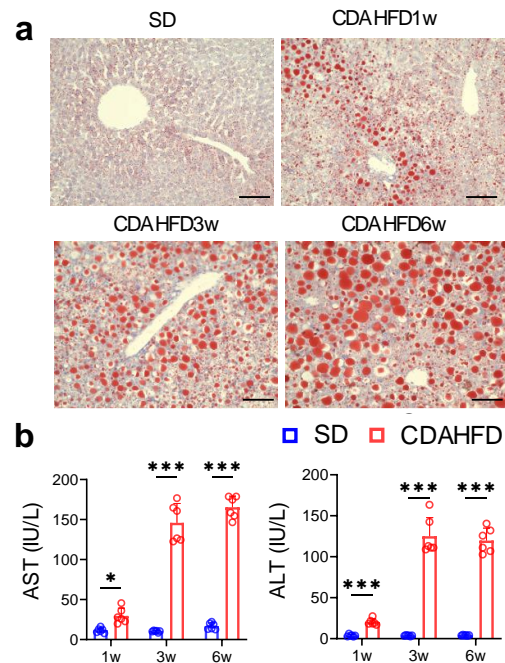 a
SD
CDAHFD1w
CDAHFD3w
CDAHFD6w
b
SD
CDAHFD
AST (IU/L)
200
150
100
50
0
*
***
***
1w
3w
6w
ALT (IU/L)
200
150
100
50
0
***
***
***
1w
3w
6w